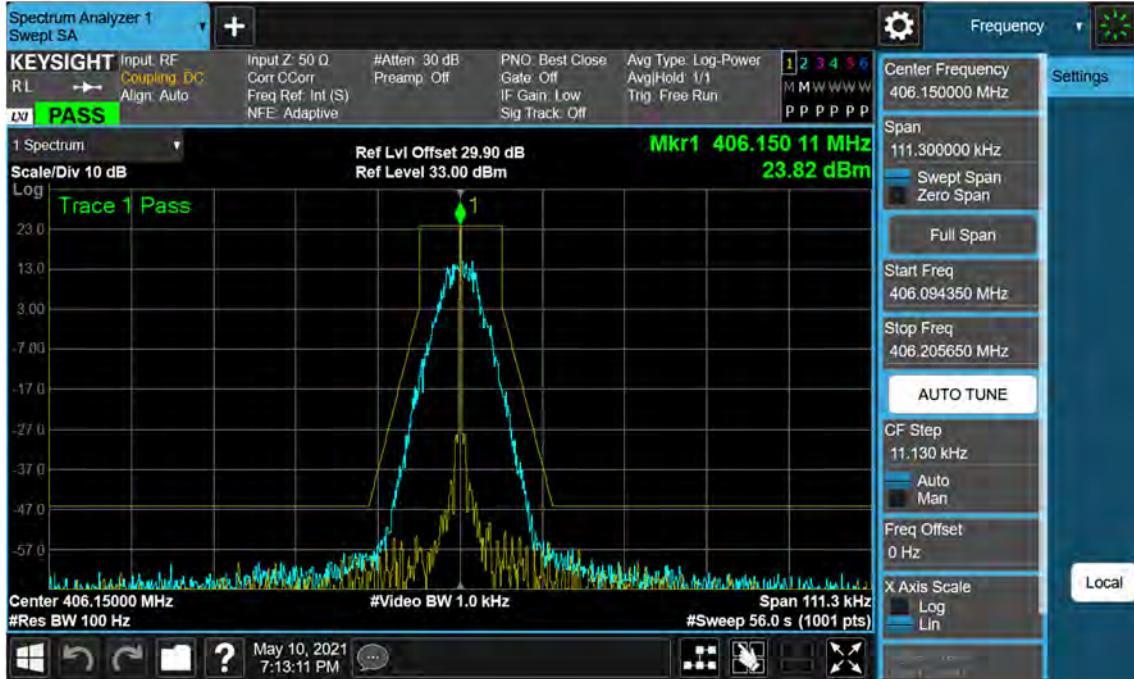 Spectrum Analyzer 1
Swept SA
+
Frequency
KEYSIGHT
RL
LXI
PASS
Input: RF
Coupling: DC
Align: Auto
Input Z: 50 Ω
Corr CCorr
Freq Ref: Int (S)
NFE: Adaptive
#Atten: 30 dB
Preamp: Off
PNO: Best Close
Gate: Off
IF Gain: Low
Sig Track: Off
Avg Type: Log-Power
Avg|Hold: 1/1
Trig: Free Run
1 2 3 4 5 6
M M W W W W
P P P P P P
1 Spectrum
Scale/Div 10 dB
Ref Lvl Offset 29.90 dB
Ref Level 33.00 dBm
Mkr1 406.150 11 MHz
23.82 dBm
Log
Trace 1 Pass
1
23.0
13.0
3.00
-7.00
-17.0
-27.0
-37.0
-47.0
-57.0
Center 406.15000 MHz
#Video BW 1.0 kHz
Span 111.3 kHz
#Res BW 100 Hz
#Sweep 56.0 s (1001 pts)
?
May 10, 2021
7:13:11 PM
Center Frequency
406.150000 MHz
Settings
Span
111.300000 kHz
Swept Span
Zero Span
Full Span
Start Freq
406.094350 MHz
Stop Freq
406.205650 MHz
AUTO TUNE
CF Step
11.130 kHz
Auto
Man
Freq Offset
0 Hz
X Axis Scale
Log
Lin
Local